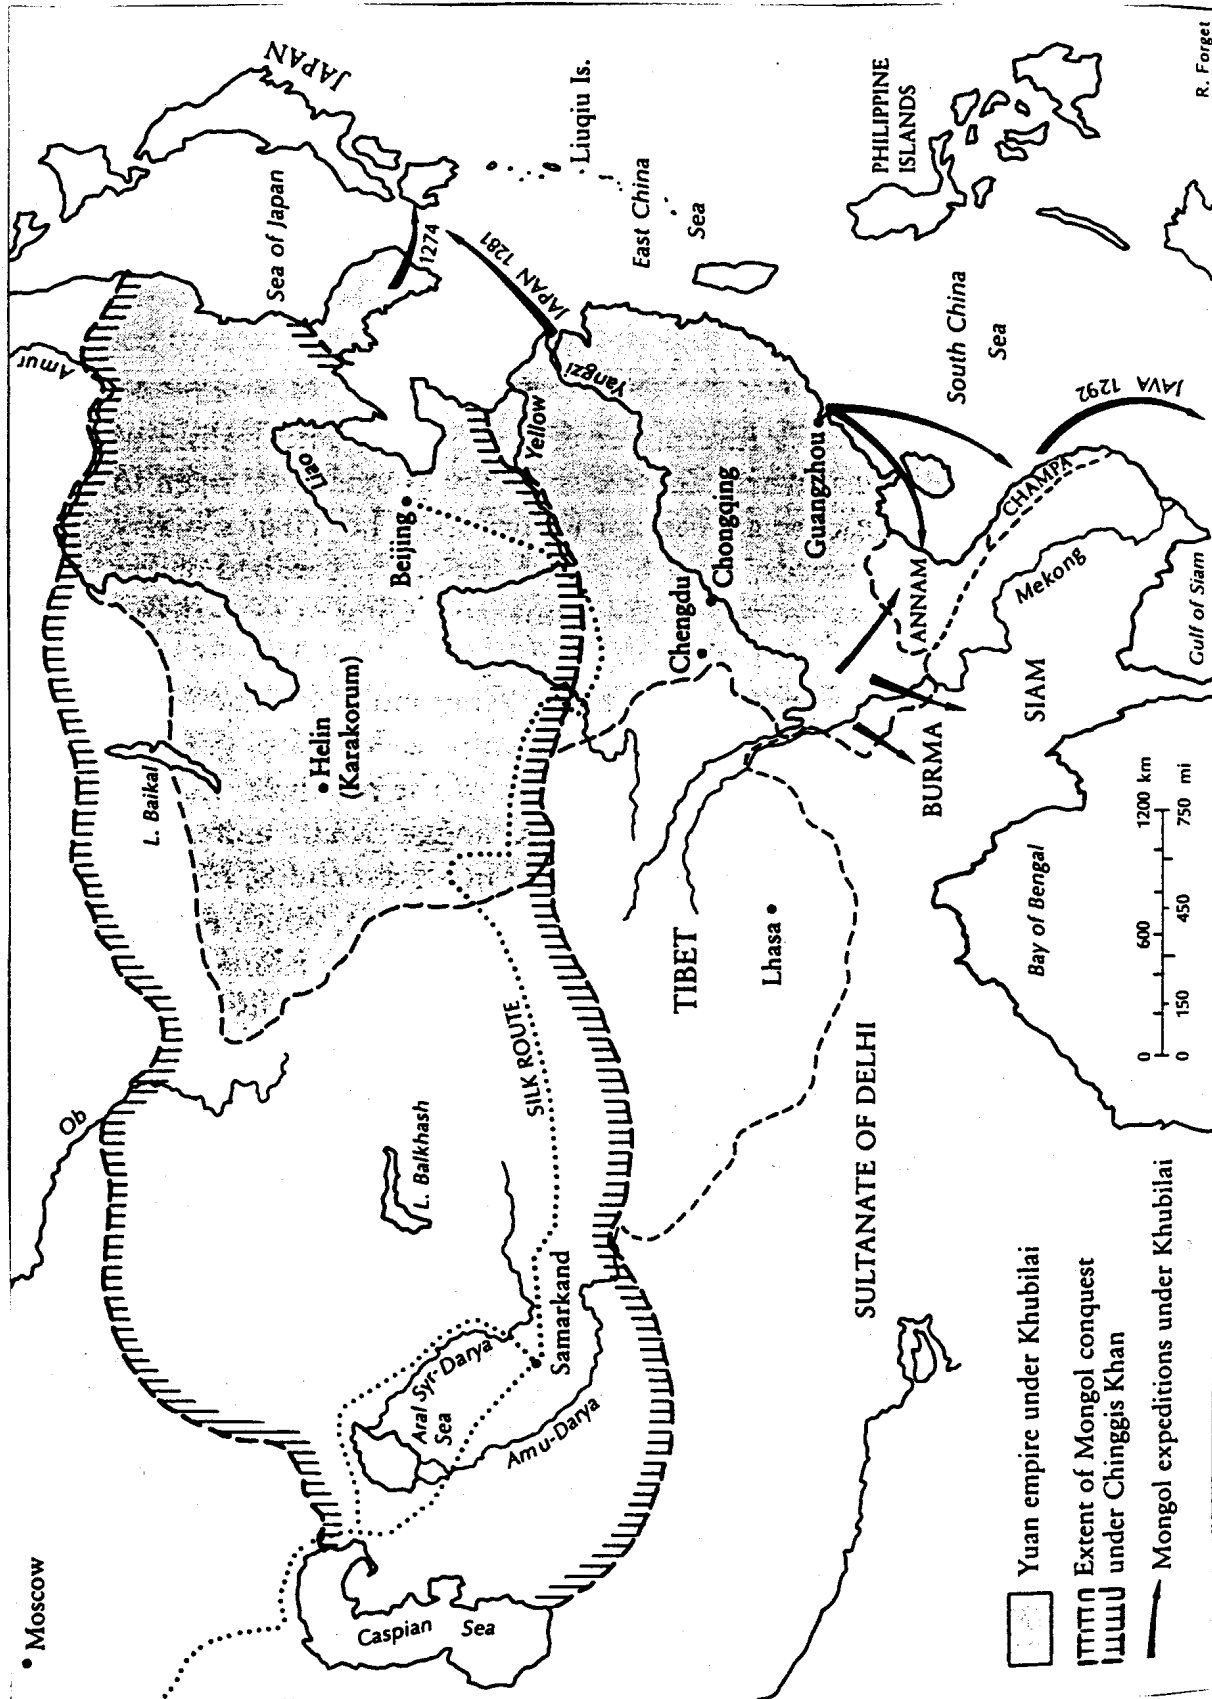 Moscow
Ob
Amur
JAPAN
L. Baikal
Sea of Japan
Helin
(Karakorum)
Liao
1274
Caspian
Sea
Aral
Sea
Syr-Darya
L. Balkhash
Beijing
JAPAN 1281
Liuqiu Is.
Amu-Darya
Samarkand
SILK ROUTE
Yellow
Yangzi
East China
Sea
TIBET
Lhasa
Chengdu
Chongqing
Guangzhou
PHILIPPINE
ISLANDS
SULTANATE OF DELHI
BURMA
ANNAM
South China
Sea
SIAM
Mekong
CHAMPA
JAVA 1292
Bay of Bengal
Gulf of Siam
0 600 1200 km
0 150 450 750 mi
Yuan empire under Khubilai
Extent of Mongol conquest
under Chinggis Khan
Mongol expeditions under Khubilai
R. Forget